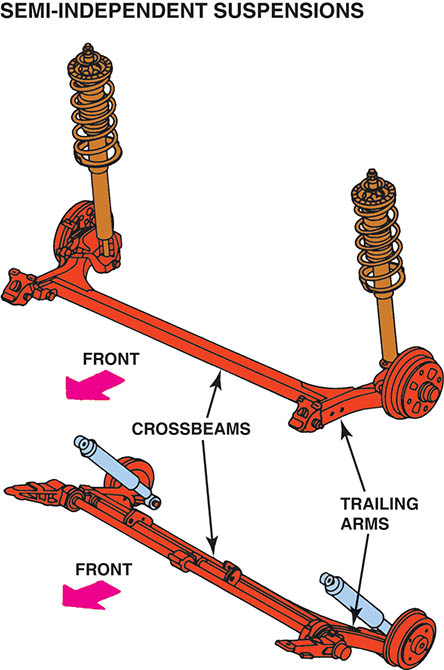 SEMI-INDEPENDENT SUSPENSIONS
FRONT
CROSSBEAMS
TRAILING
ARMS
FRONT